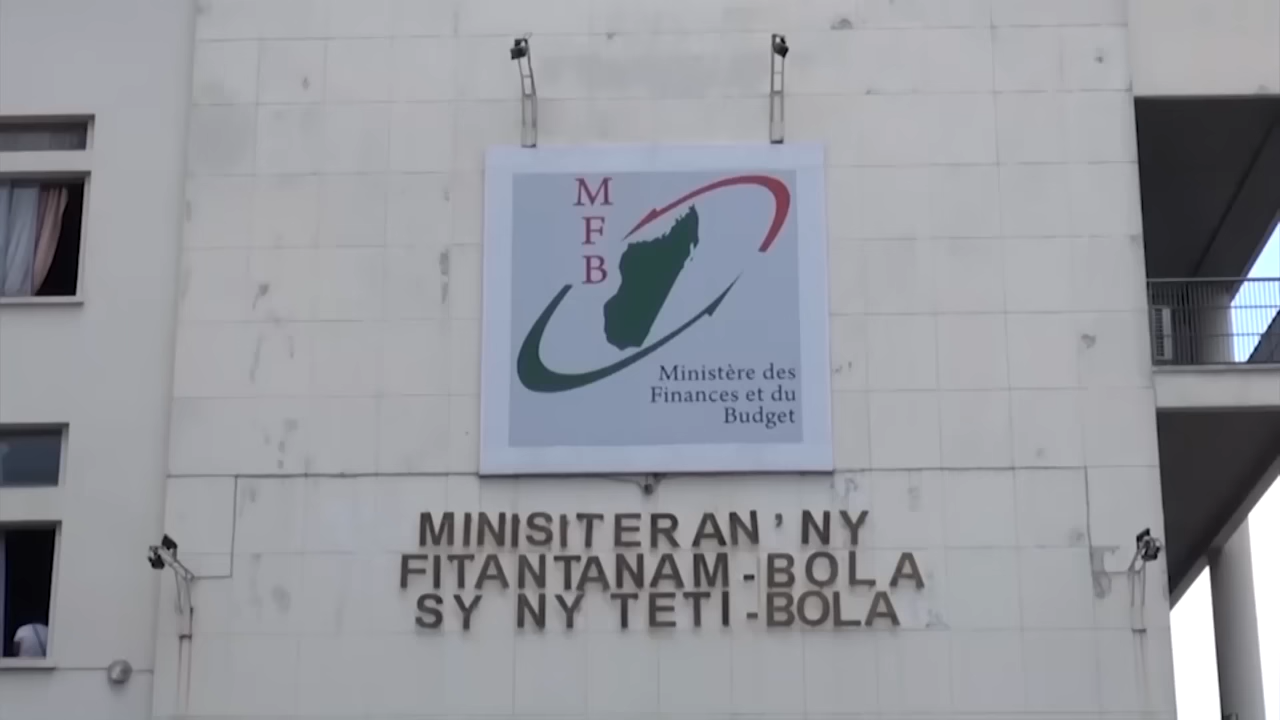 M
F
B
Ministère des
Finances et du
Budget
MINISITERAN'NY
FITANTANAM-BOLA
SY NY TETI-BOLA